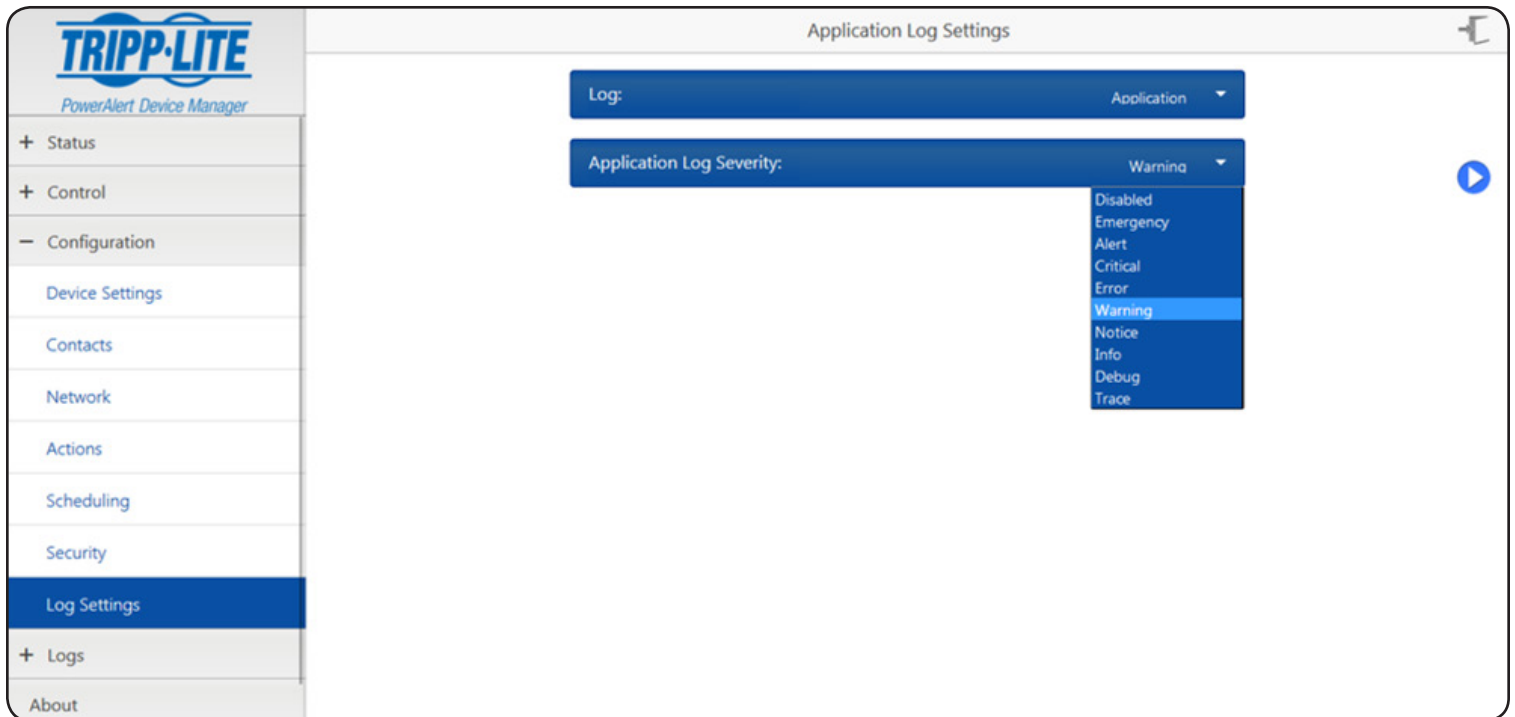 TRIPP·LITE
PowerAlert Device Manager
Application Log Settings
+ Status
+ Control
− Configuration
Device Settings
Contacts
Network
Actions
Scheduling
Security
Log Settings
+ Logs
About
Log: Application
Application Log Severity: Warning
Disabled
Emergency
Alert
Critical
Error
Warning
Notice
Info
Debug
Trace